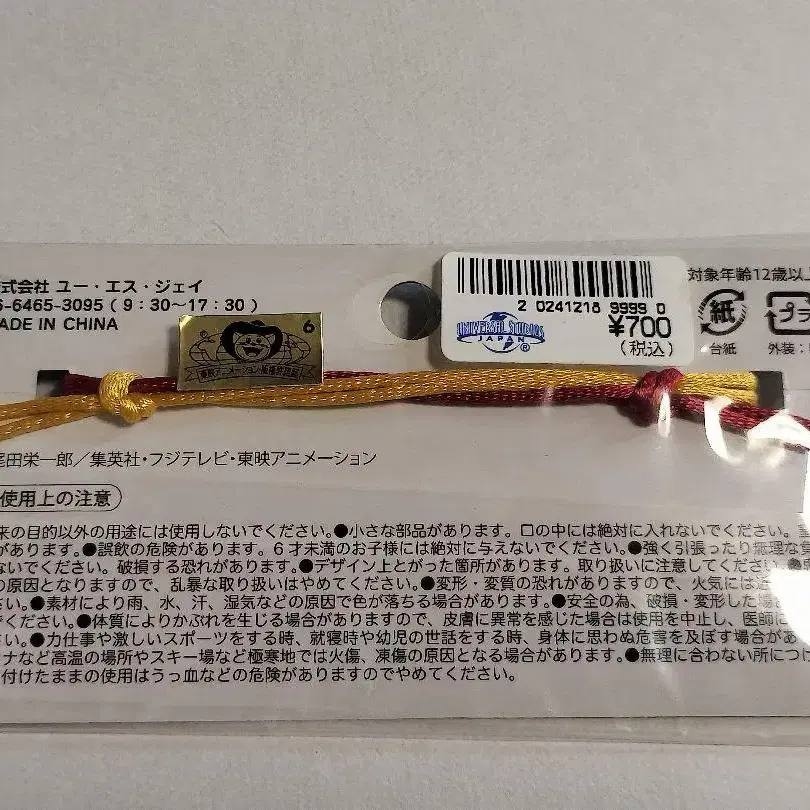 式会社 ユー・エス・ジェイ
6-6465-3095 ( 9：30～17：30 )
MADE IN CHINA
6
東映アニメーション版権許諾証
2 0241218 9999 0
UNIVERSAL STUDIOS
JAPAN
®
¥700
(税込)
対象年齢12歳以上
紙
プラ
台紙
外装：
尾田栄一郎／集英社・フジテレビ・東映アニメーション
使用上の注意
来の目的以外の用途には使用しないでください。●小さな部品があります。口の中には絶対に入れないでください。
があります。●誤飲の危険があります。6才未満のお子様には絶対に与えないでください。●強く引張ったり無理な
ないでください。破損する恐れがあります。●デザイン上とがった箇所があります。取り扱いに注意してください。●
の原因となりますので、乱暴な取り扱いはやめてください。●変形・変質の恐れがありますので、火気には近
さい。●素材により雨、水、汗、湿気などの原因で色が落ちる場合があります。●安全の為、破損・変形した場合
でください。●体質によりかぶれを生じる場合がありますので、皮膚に異常を感じた場合は使用を中止し、医師に
さい。●力仕事や激しいスポーツをする時、就寝時や幼児の世話をする時、身体に思わぬ危害を及ぼす場合があ
ナなど高温の場所やスキー場など極寒地では火傷、凍傷の原因となる場合があります。●無理に合わない所につけ
付けたままの使用はうっ血などの危険がありますのでやめてください。